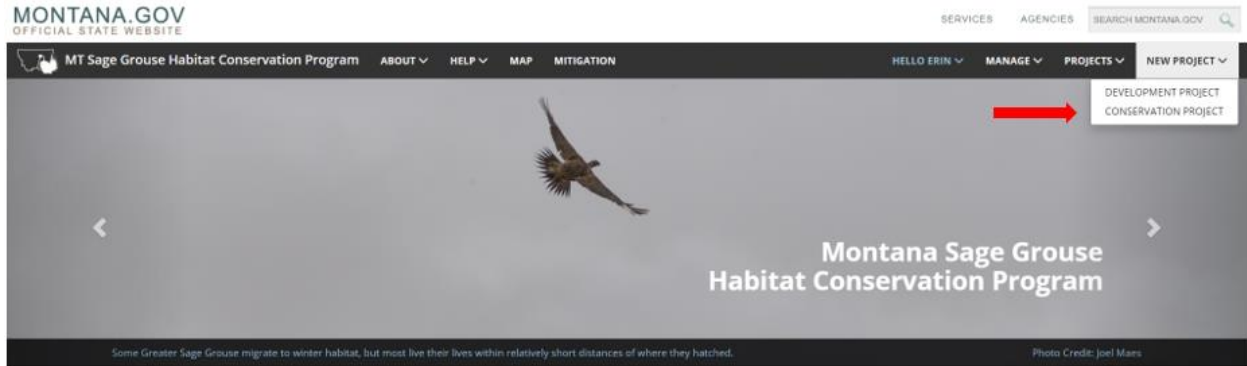 MONTANA.GOV
OFFICIAL STATE WEBSITE
SERVICES AGENCIES SEARCH MONTANA.GOV
MT Sage Grouse Habitat Conservation Program ABOUT HELP MAP MITIGATION HELLO ERIN MANAGE PROJECTS NEW PROJECT
DEVELOPMENT PROJECT
CONSERVATION PROJECT
Montana Sage Grouse
Habitat Conservation Program
Some Greater Sage Grouse migrate to winter habitat, but most live their lives within relatively short distances of where they hatched. Photo Credit: Joel Maes